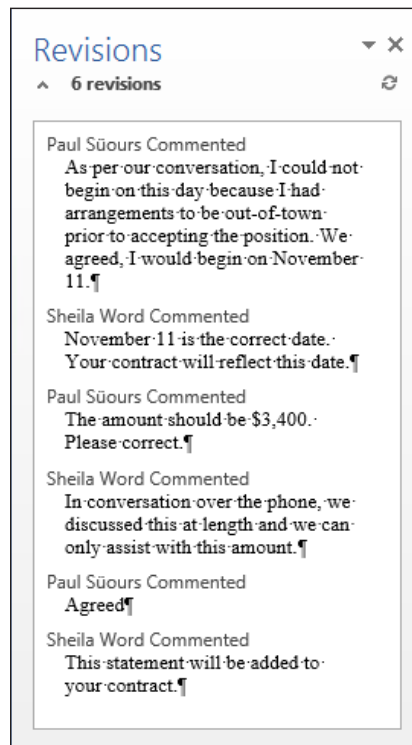 Revisions
6 revisions
Paul Süours Commented
As·per·our·conversation,·I·could·not·
begin·on·this·day·because·I·had·
arrangements·to·be·out-of-town·
prior·to·accepting·the·position.·We·
agreed,·I·would·begin·on·November·
11.¶
Sheila Word Commented
November·11·is·the·correct·date.·
Your·contract·will·reflect·this·date.¶
Paul Süours Commented
The·amount·should·be·$3,400.·
Please·correct.¶
Sheila Word Commented
In·conversation·over·the·phone,·we·
discussed·this·at·length·and·we·can·
only·assist·with·this·amount.¶
Paul Süours Commented
Agreed¶
Sheila Word Commented
This·statement·will·be·added·to·
your·contract.¶